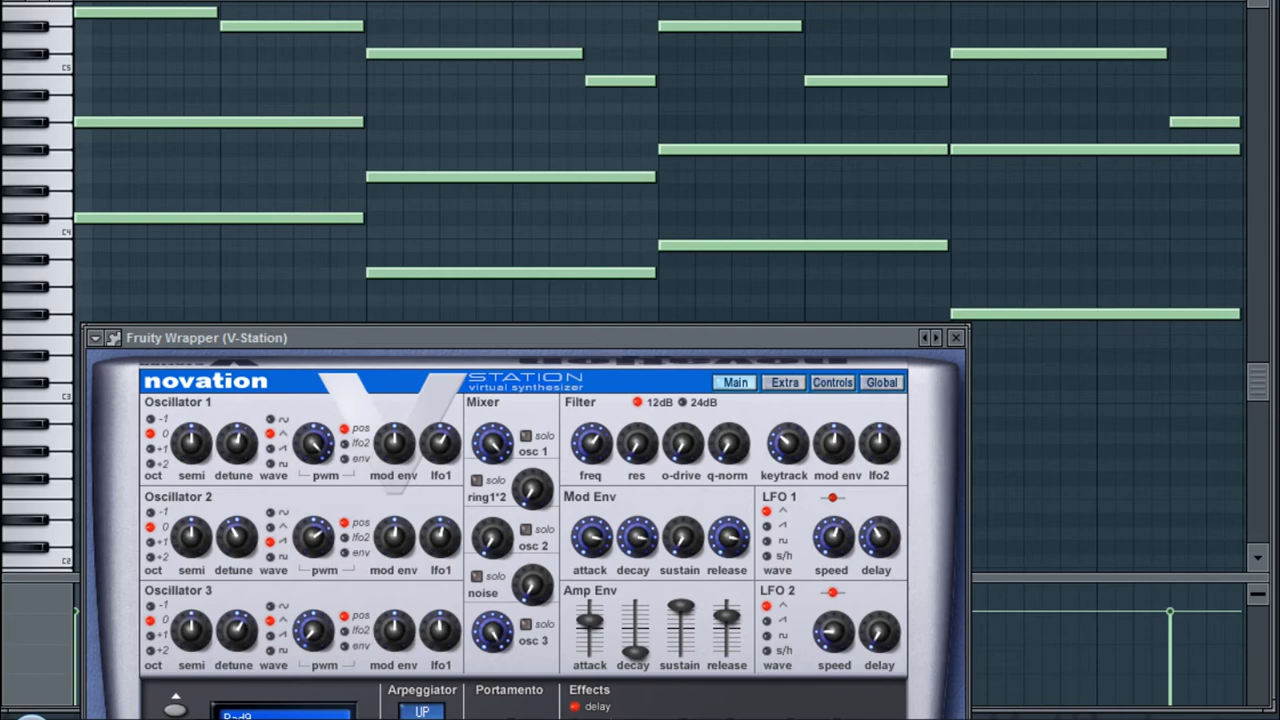 C5
C4
Fruity Wrapper (V-Station)
C3
novation
V
STATION
virtual synthesizer
Main Extra Controls Global
Oscillator 1
-1
0
+1
+2
oct semi detune wave pwm mod env lfo1
pos
lfo2
env
Oscillator 2
-1
0
+1
+2
oct semi detune wave pwm mod env lfo1
pos
lfo2
env
Oscillator 3
-1
0
+1
+2
oct semi detune wave pwm mod env lfo1
pos
lfo2
env
Mixer
solo
osc 1
solo
ring1*2
solo
osc 2
solo
noise
solo
osc 3
Filter 12dB 24dB
freq res o-drive q-norm keytrack mod env lfo2
Mod Env
attack decay sustain release
LFO 1
s/h
wave speed delay
Amp Env
attack decay sustain release
LFO 2
s/h
wave speed delay
C2
Arpeggiator
UP
Portamento
Effects
delay
Pad9